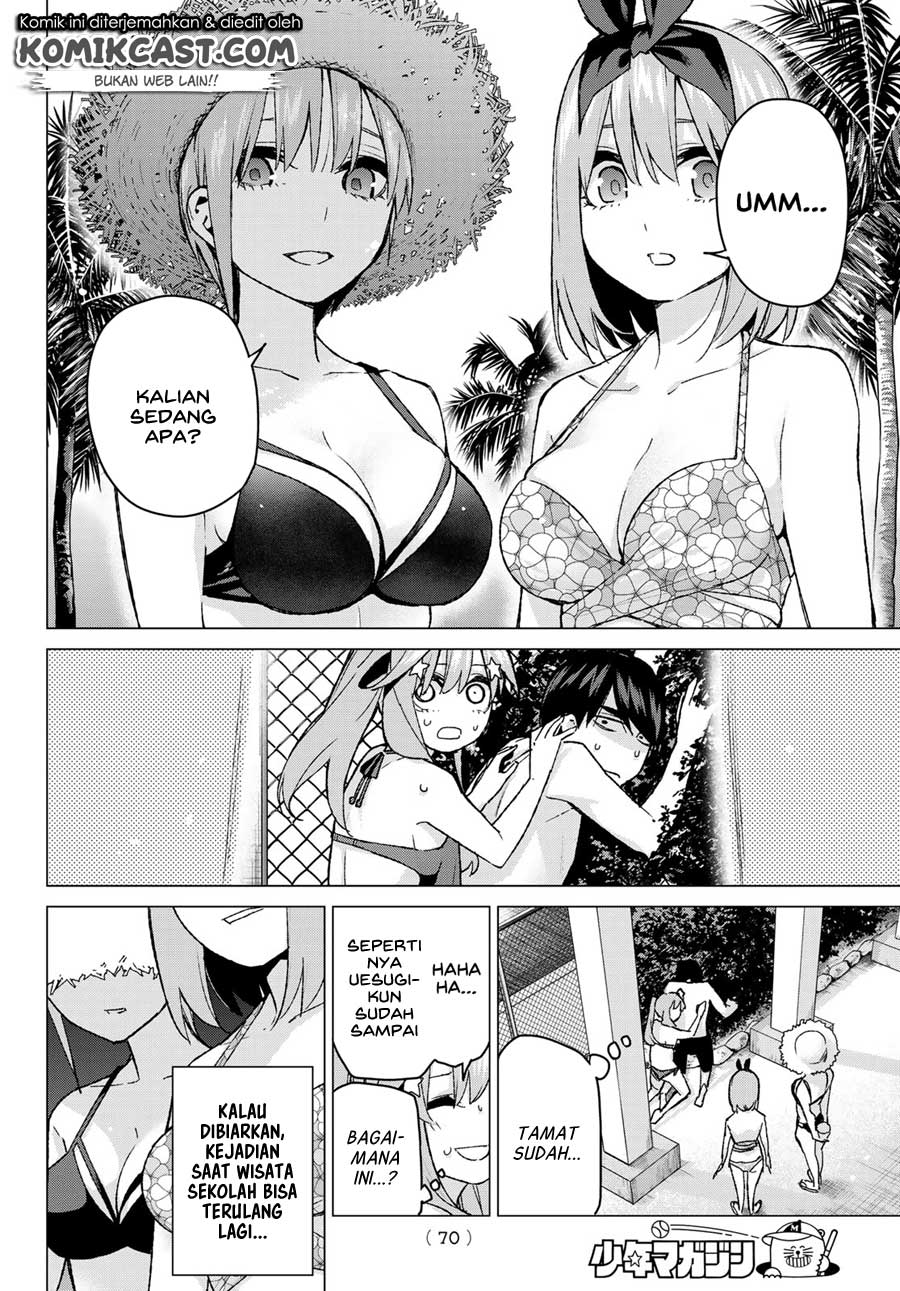 Komik ini diterjemahkan & diedit oleh
KOMIKCAST.COM
BUKAN WEB LAIN!!
UMM...
KALIAN
SEDANG
APA?
TAMAT
SUDAH...
HAHA
HA...
SEPERTI
NYA
UESUGI-
KUN
SUDAH
SAMPAI
BAGAI-
MANA
INI...?
KALAU
DIBIARKAN,
KEJADIAN
SAAT WISATA
SEKOLAH BISA
TERULANG
LAGI...
( 70 )
少年マガジン
M